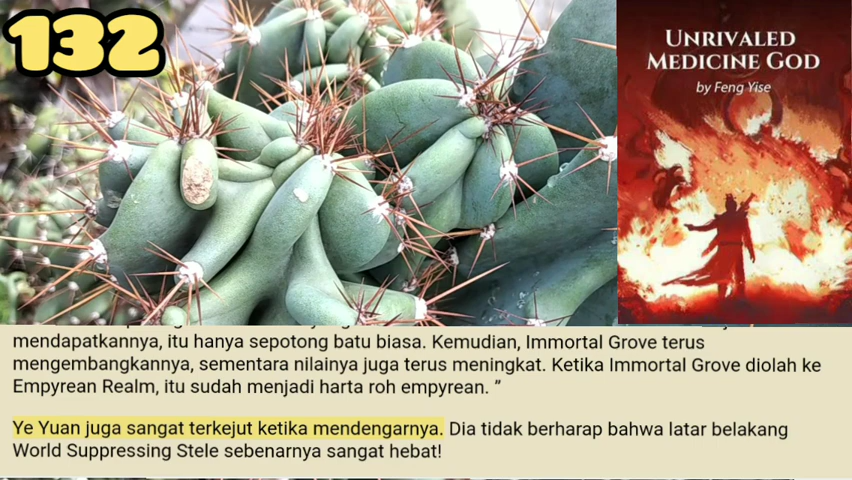 132
UNRIVALED
MEDICINE GOD
by Feng Yise
mendapatkannya, itu hanya sepotong batu biasa. Kemudian, Immortal Grove terus
mengembangkannya, sementara nilainya juga terus meningkat. Ketika Immortal Grove diolah ke
Empyrean Realm, itu sudah menjadi harta roh empyrean. ”
Ye Yuan juga sangat terkejut ketika mendengarnya. Dia tidak berharap bahwa latar belakang
World Suppressing Stele sebenarnya sangat hebat!